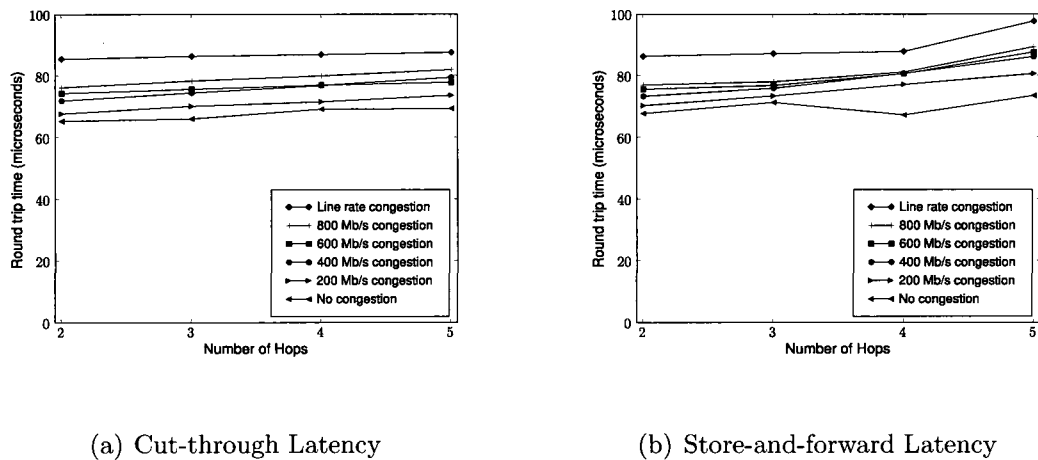 100
80
60
40
20
0
Round trip time (microseconds)
Line rate congestion
800 Mb/s congestion
600 Mb/s congestion
400 Mb/s congestion
200 Mb/s congestion
No congestion
2 3 4 5
Number of Hops
(a) Cut-through Latency
100
80
60
40
20
0
Round trip time (microseconds)
Line rate congestion
800 Mb/s congestion
600 Mb/s congestion
400 Mb/s congestion
200 Mb/s congestion
No congestion
2 3 4 5
Number of Hops
(b) Store-and-forward Latency